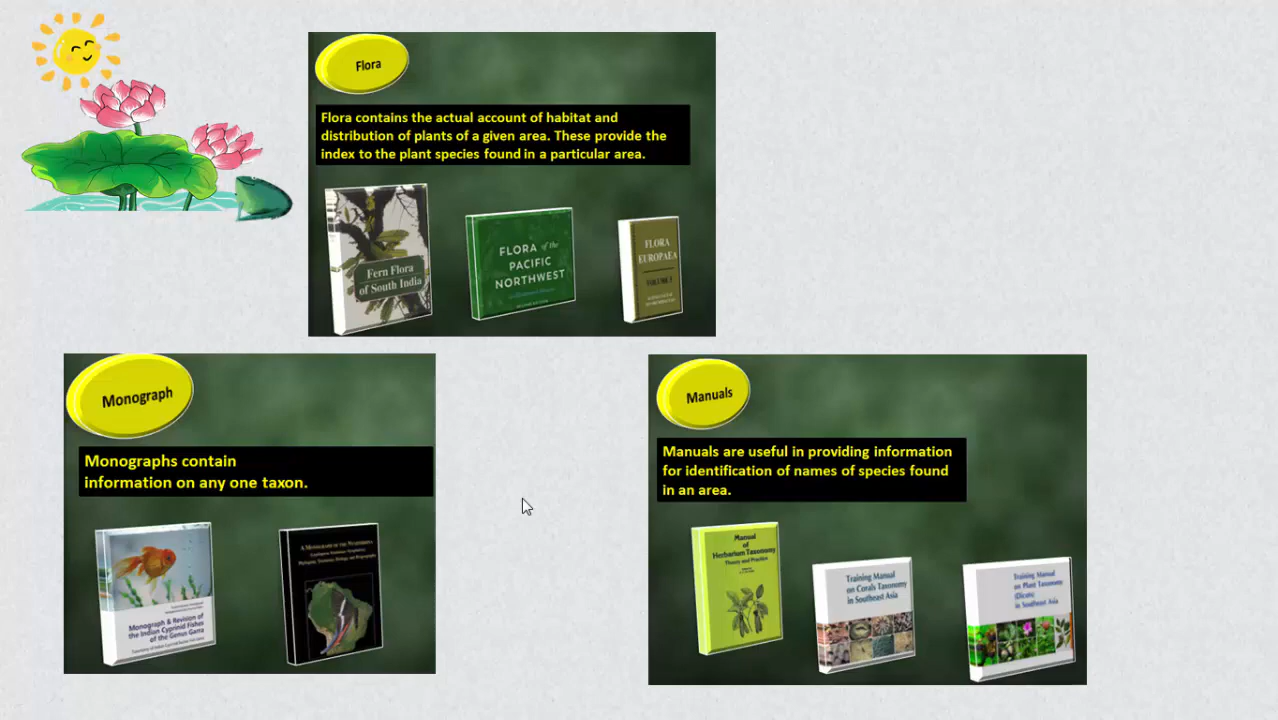 Flora
Flora contains the actual account of habitat and
distribution of plants of a given area. These provide the
index to the plant species found in a particular area.
Fern Flora
of South India
FLORA of the
PACIFIC
NORTHWEST
FLORA
EUROPAEA
Monograph
Monographs contain
information on any one taxon.
Monograph & Revision of
the Indian Cyprinid Fishes
of the Genus Garra
Manuals
Manuals are useful in providing information
for identification of names of species found
in an area.
Manual
of
Herbarium Taxonomy
Theory and Practice
Training Manual
on Corals Taxonomy
in Southeast Asia
Training Manual
on Plant Taxonomy
(Dicots)
in Southeast Asia